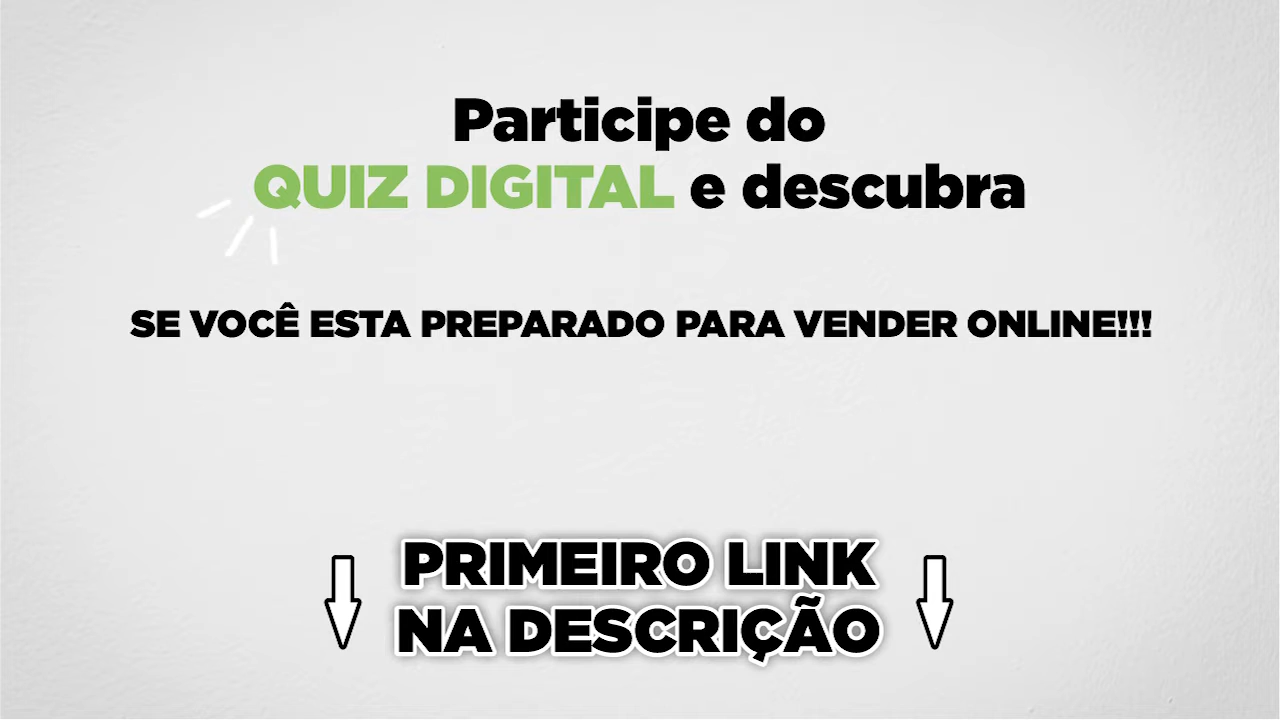 Participe do
QUIZ DIGITAL e descubra
SE VOCÊ ESTA PREPARADO PARA VENDER ONLINE!!!
PRIMEIRO LINK
NA DESCRIÇÃO